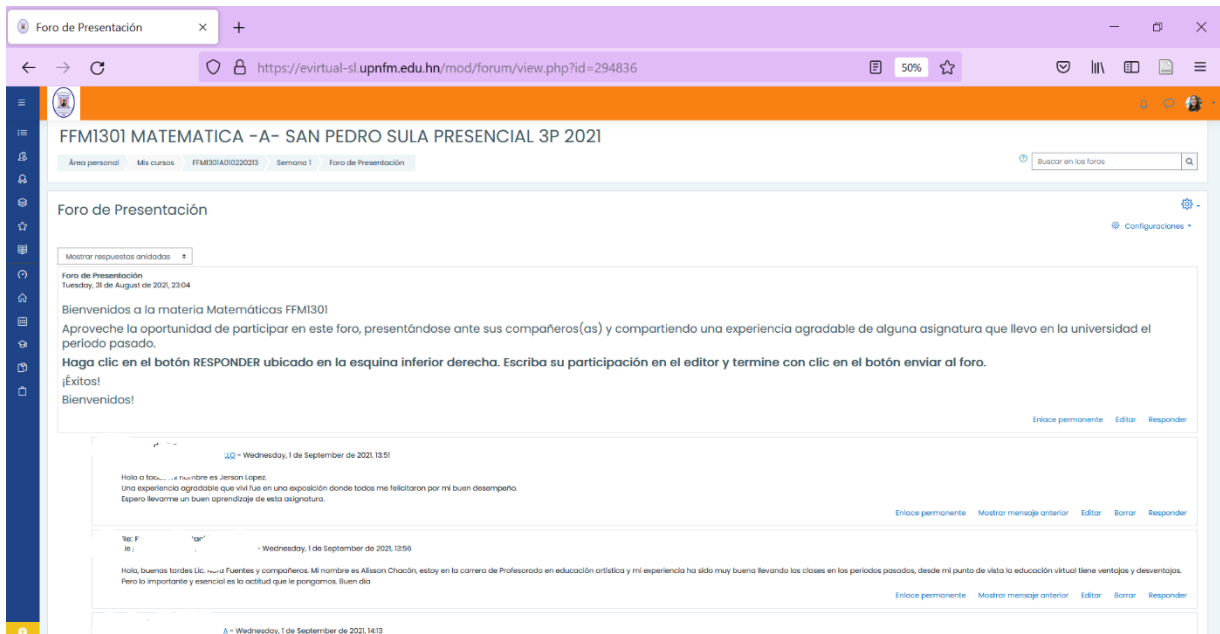 Foro de Presentación
https://evirtual-sl.upnfm.edu.hn/mod/forum/view.php?id=294836
50%
FFM1301 MATEMATICA -A- SAN PEDRO SULA PRESENCIAL 3P 2021
Área personal Mis cursos FFM1301A010220213 Semana 1 Foro de Presentación
Buscar en los foros
Foro de Presentación
Configuraciones
Mostrar respuestas anidadas
Foro de Presentación
Tuesday, 31 de August de 2021, 23:04
Bienvenidos a la materia Matemáticas FFM1301
Aproveche la oportunidad de participar en este foro, presentándose ante sus compañeros(as) y compartiendo una experiencia agradable de alguna asignatura que llevo en la universidad el
periodo pasado.
Haga clic en el botón RESPONDER ubicado en la esquina inferior derecha. Escriba su participación en el editor y termine con clic en el botón enviar al foro.
¡Éxitos!
Bienvenidos!
Enlace permanente Editar Responder
LLO - Wednesday, 1 de September de 2021, 13:51
Hola a nombre es Jerson Lopez.
Una experiencia agradable que viví fue en una exposición donde todos me felicitaron por mi buen desempeño.
Espero llevarme un buen aprendizaje de esta asignatura.
Enlace permanente Mostrar mensaje anterior Editar Borrar Responder
Re:
- Wednesday, 1 de September de 2021, 13:56
Hola, buenas tardes Lic. Fuentes y compañeros. Mi nombre es Alisson Chacón, estoy en la carrera de Profesorado en educación artística y mi experiencia ha sido muy buena llevando las clases en los periodos pasados, desde mi punto de vista la educación virtual tiene ventajas y desventajas.
Pero lo importante y esencial es la actitud que le pongamos. Buen día
Enlace permanente Mostrar mensaje anterior Editar Borrar Responder
A - Wednesday, 1 de September de 2021, 14:13